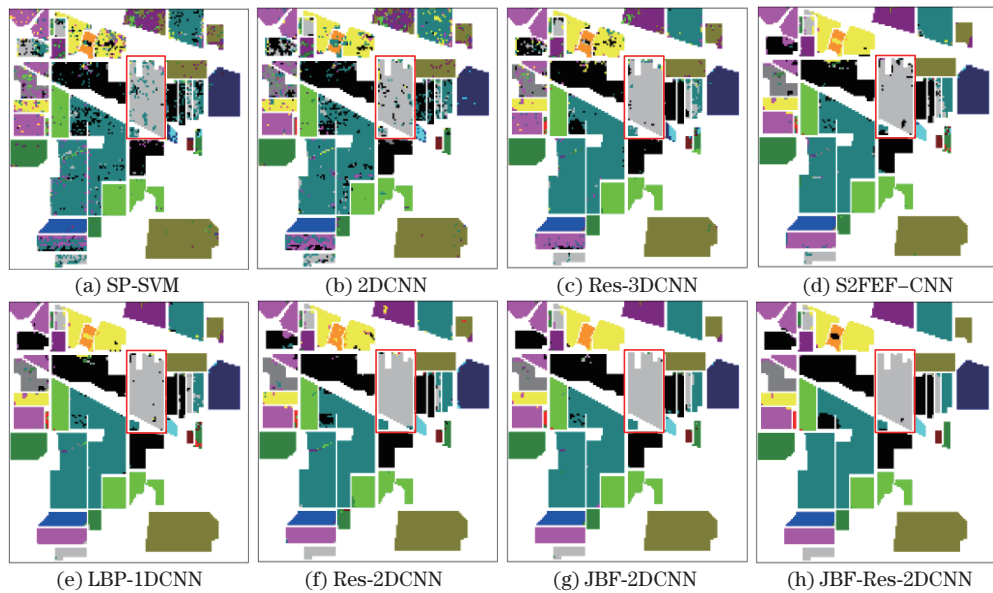 (a) SP-SVM
(b) 2DCNN
(c) Res-3DCNN
(d) S2FEF–CNN
(e) LBP-1DCNN
(f) Res-2DCNN
(g) JBF-2DCNN
(h) JBF-Res-2DCNN